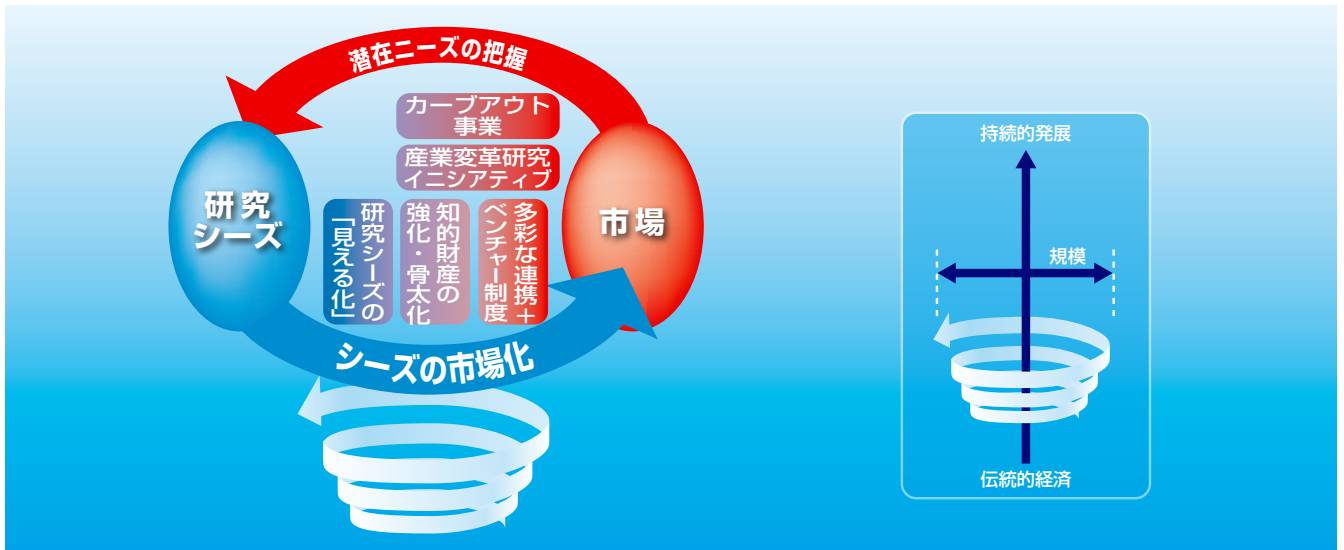 潜在ニーズの把握
カーブアウト
事業
産業変革研究
イニシアティブ
研究
シーズ
市場
研究シーズの
「見える化」
知的財産の
強化・骨太化
多彩な連携＋
ベンチャー制度
シーズの市場化
持続的発展
規模
伝統的経済